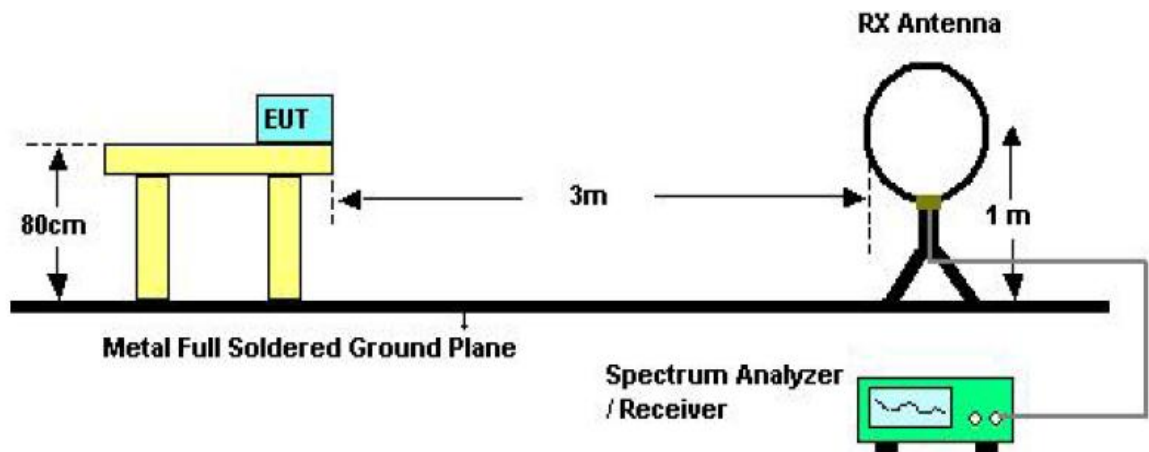 RX Antenna
EUT
80cm
3m
1 m
Metal Full Soldered Ground Plane
Spectrum Analyzer
/ Receiver